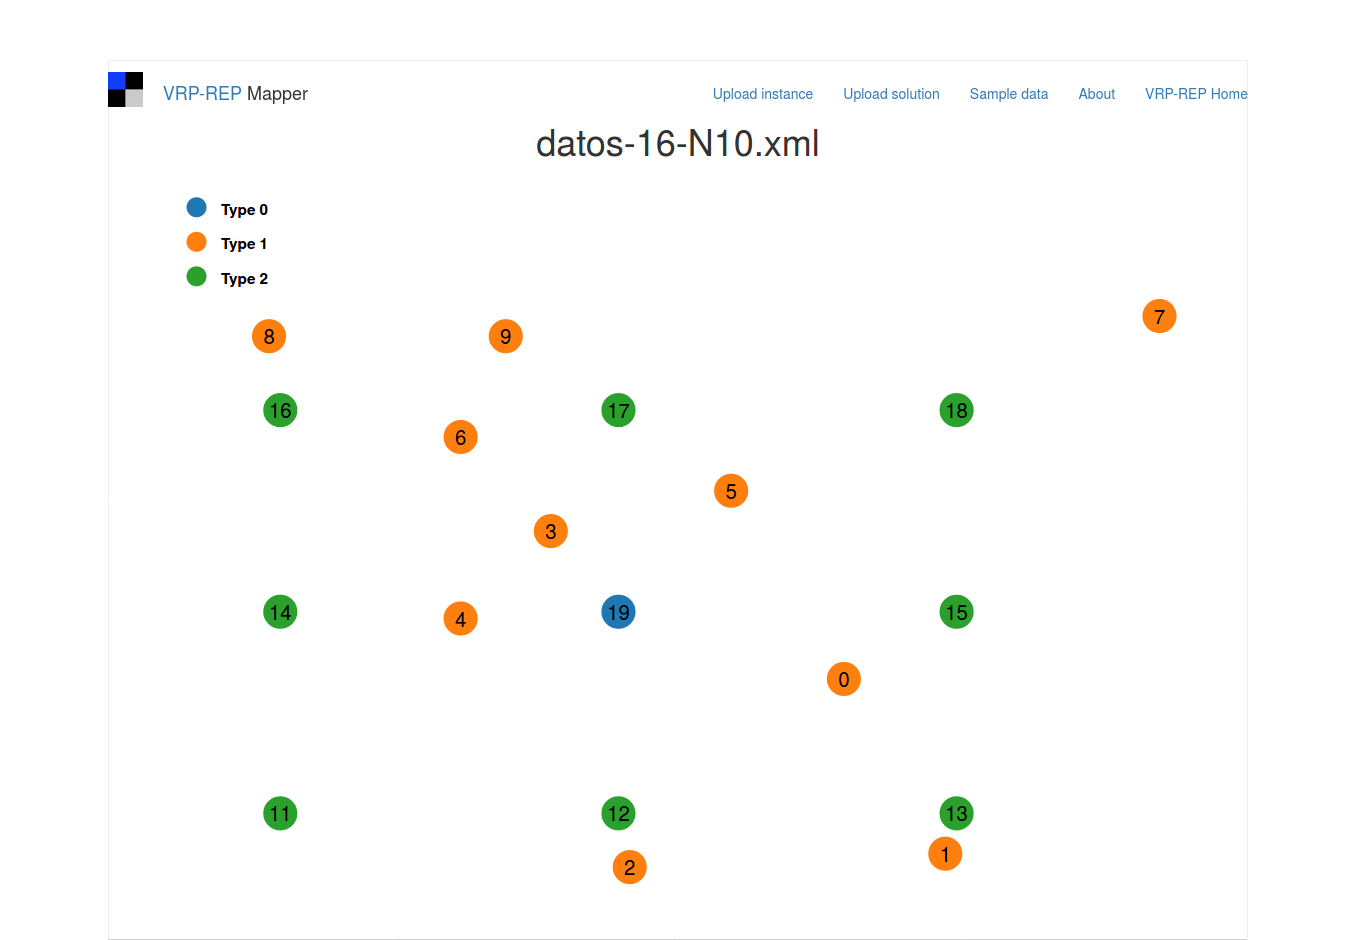 VRP-REP Mapper
Upload instance Upload solution Sample data About VRP-REP Home
datos-16-N10.xml
Type 0
Type 1
Type 2
7
8 9
16 17 18
6
5
3
14 4 19 15
0
11 12 13
1
2